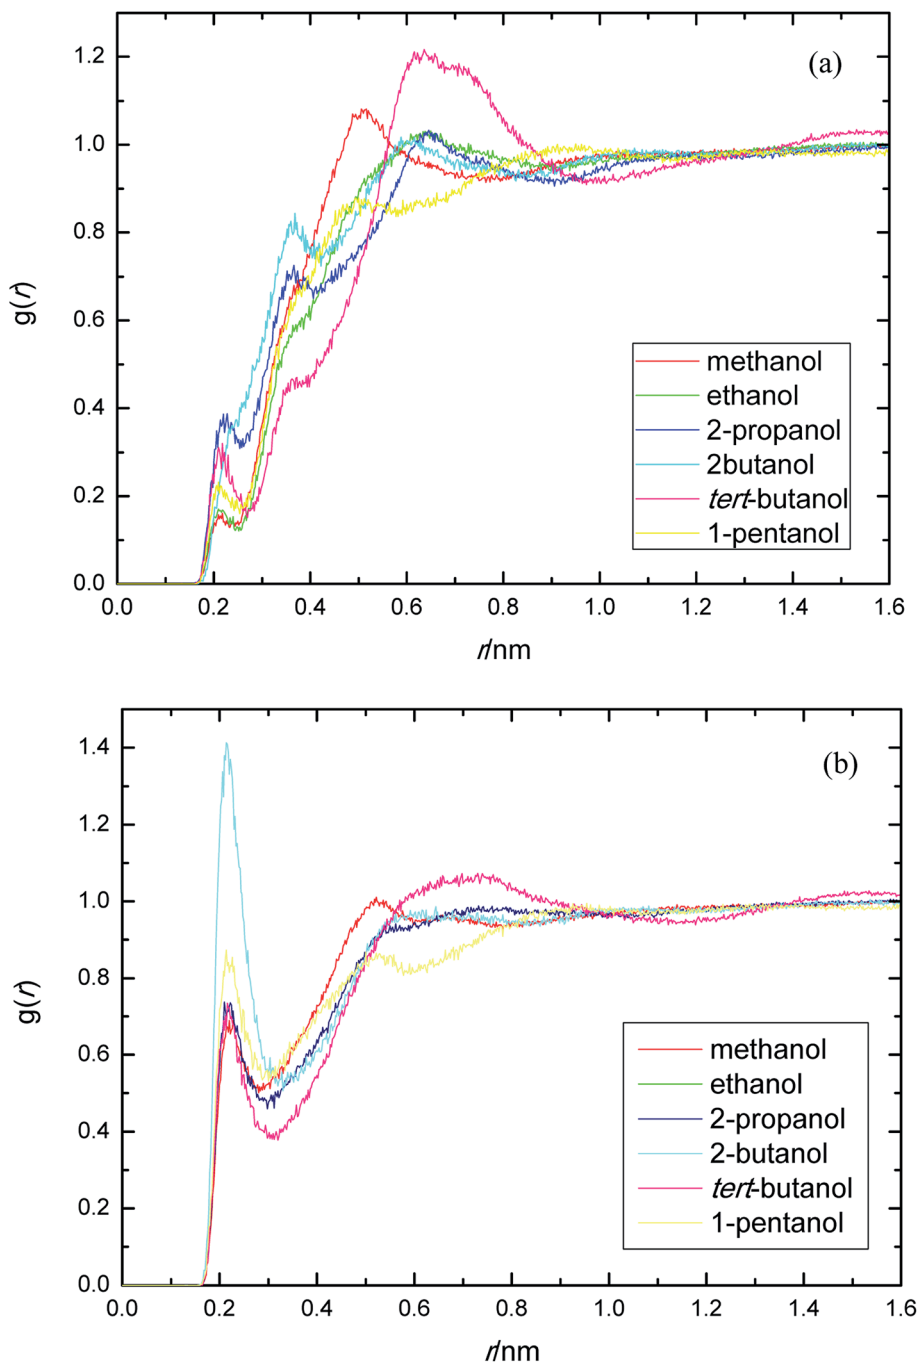 (a)
1.2
1.0
0.8
0.6
0.4
0.2
0.0
g(r)
methanol
ethanol
2-propanol
2butanol
tert-butanol
1-pentanol
0.0 0.2 0.4 0.6 0.8 1.0 1.2 1.4 1.6
r/nm
(b)
1.4
1.2
1.0
0.8
0.6
0.4
0.2
0.0
g(r)
methanol
ethanol
2-propanol
2-butanol
tert-butanol
1-pentanol
0.0 0.2 0.4 0.6 0.8 1.0 1.2 1.4 1.6
r/nm